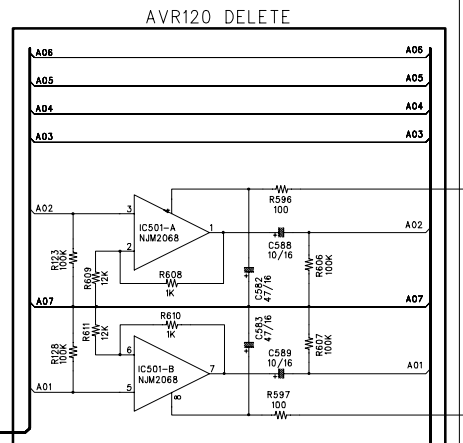 AVR120 DELETE
A06 A06
A05 A05
A04 A04
A03 A03
R596
100
A02 3 IC501-A
NJM2068 1 A02
2
C588
10/16
R123
100K
R609
12K
R608
1K
C582
47/16
R606
100K
A07 A07
R128
100K
R611
12K
R610
1K
C583
47/16
R607
100K
6 IC501-B
NJM2068 7
C589
10/16
A01 5 A01
8
R597
100